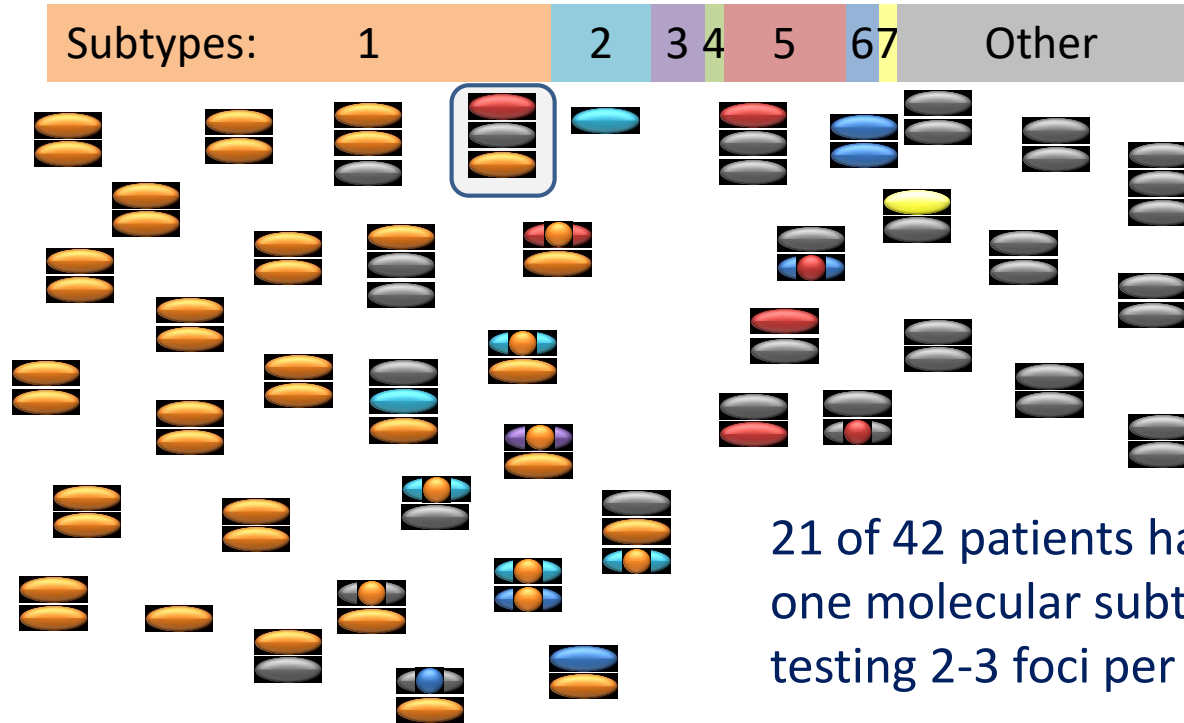 Subtypes: 1 2 3 4 5 6 7 Other
21 of 42 patients
one molecular
testing 2-3 foci per